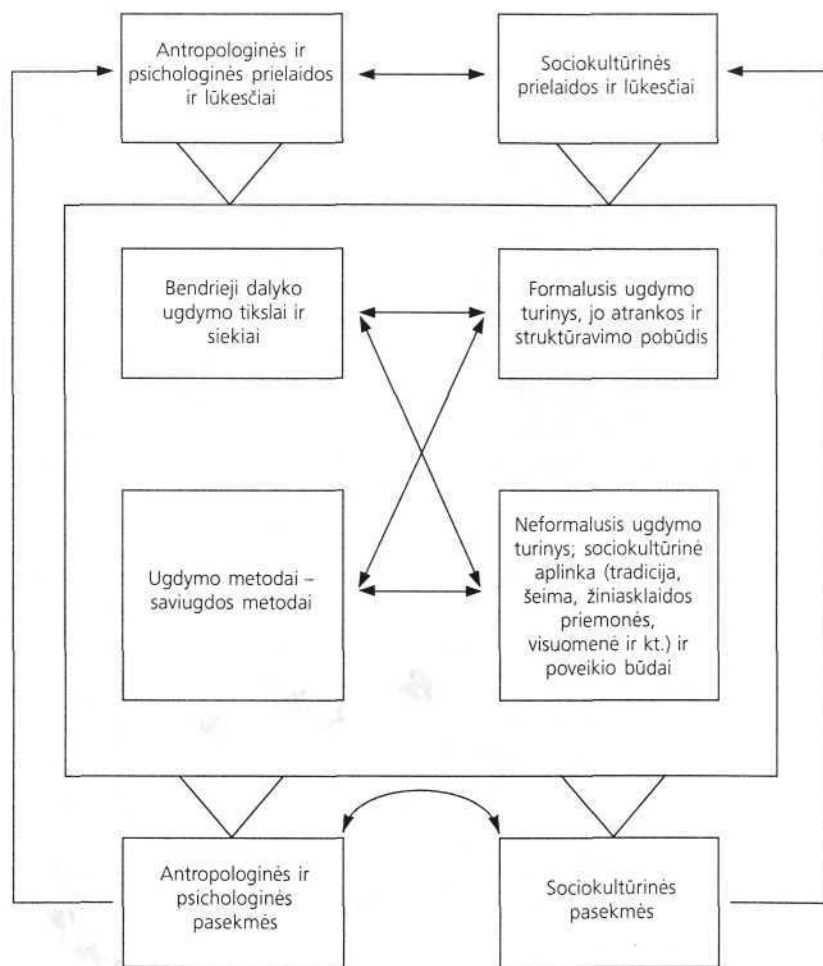 Antropologinės ir
psichologinės prielaidos
ir lūkesčiai
Sociokultūrinės
prielaidos ir lūkesčiai
Bendrieji dalyko
ugdymo tikslai ir
siekiai
Formalusis ugdymo
turinys, jo atrankos ir
struktūravimo pobūdis
Ugdymo metodai –
saviugdos metodai
Neformalusis ugdymo
turinys; sociokultūrinė
aplinka (tradicija,
šeima, žiniasklaidos
priemonės,
visuomenė ir kt.) ir
poveikio būdai
Antropologinės ir
psichologinės
pasekmės
Sociokultūrinės
pasekmės